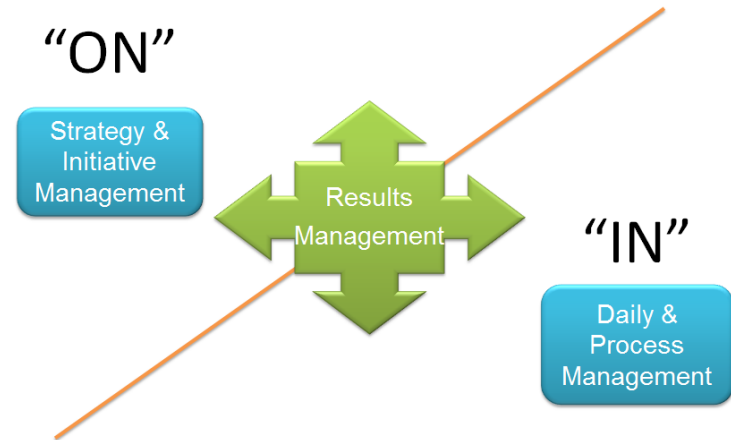 “ON”
Strategy &
Initiative
Management
Results
Management
“IN”
Daily &
Process
Management